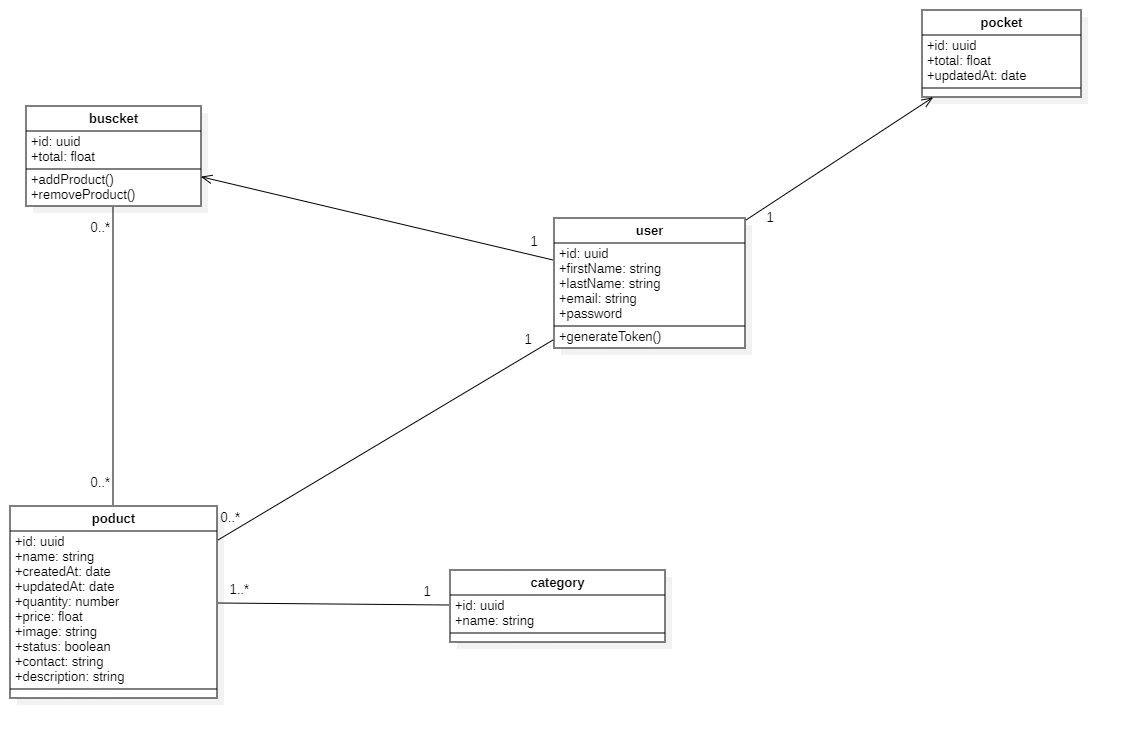 pocket
+id: uuid
+total: float
+updatedAt: date
buscket
+id: uuid
+total: float
+addProduct()
+removeProduct()
0..*
1
1
user
+id: uuid
+firstName: string
+lastName: string
+email: string
+password
+generateToken()
1
0..*
poduct
+id: uuid
+name: string
+createdAt: date
+updatedAt: date
+quantity: number
+price: float
+image: string
+status: boolean
+contact: string
+description: string
0..*
1..*
1
category
+id: uuid
+name: string